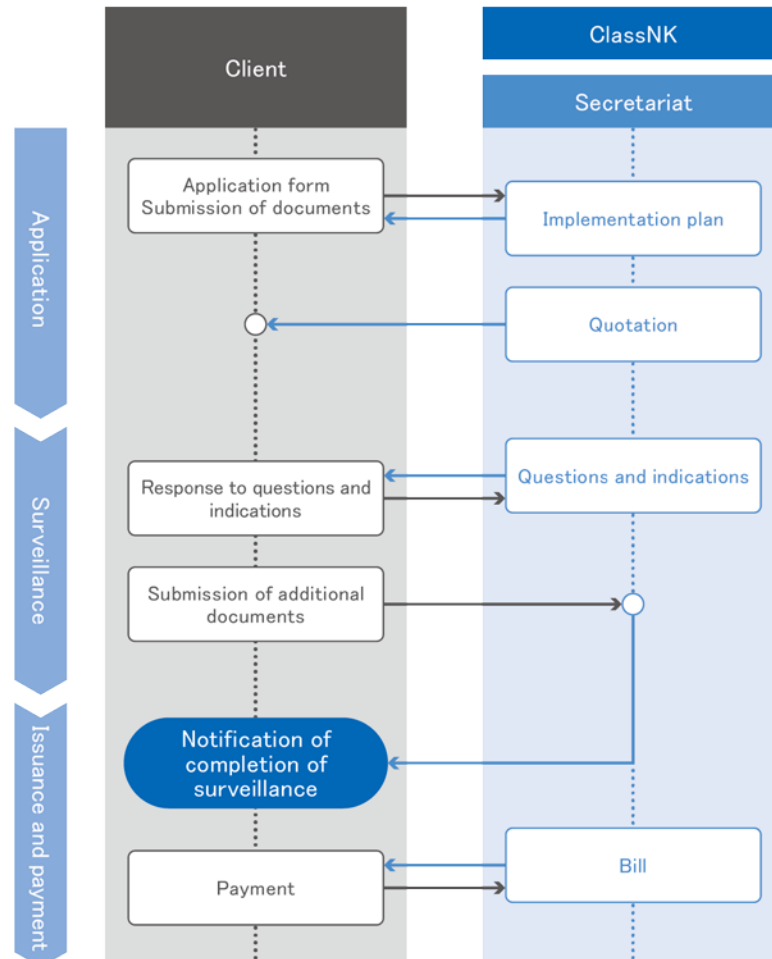 Client
ClassNK
Secretariat
Application
Application form
Submission of documents
Implementation plan
Quotation
Surveillance
Response to questions and
indications
Questions and indications
Submission of additional
documents
Issuance and payment
Notification of
completion of
surveillance
Payment
Bill